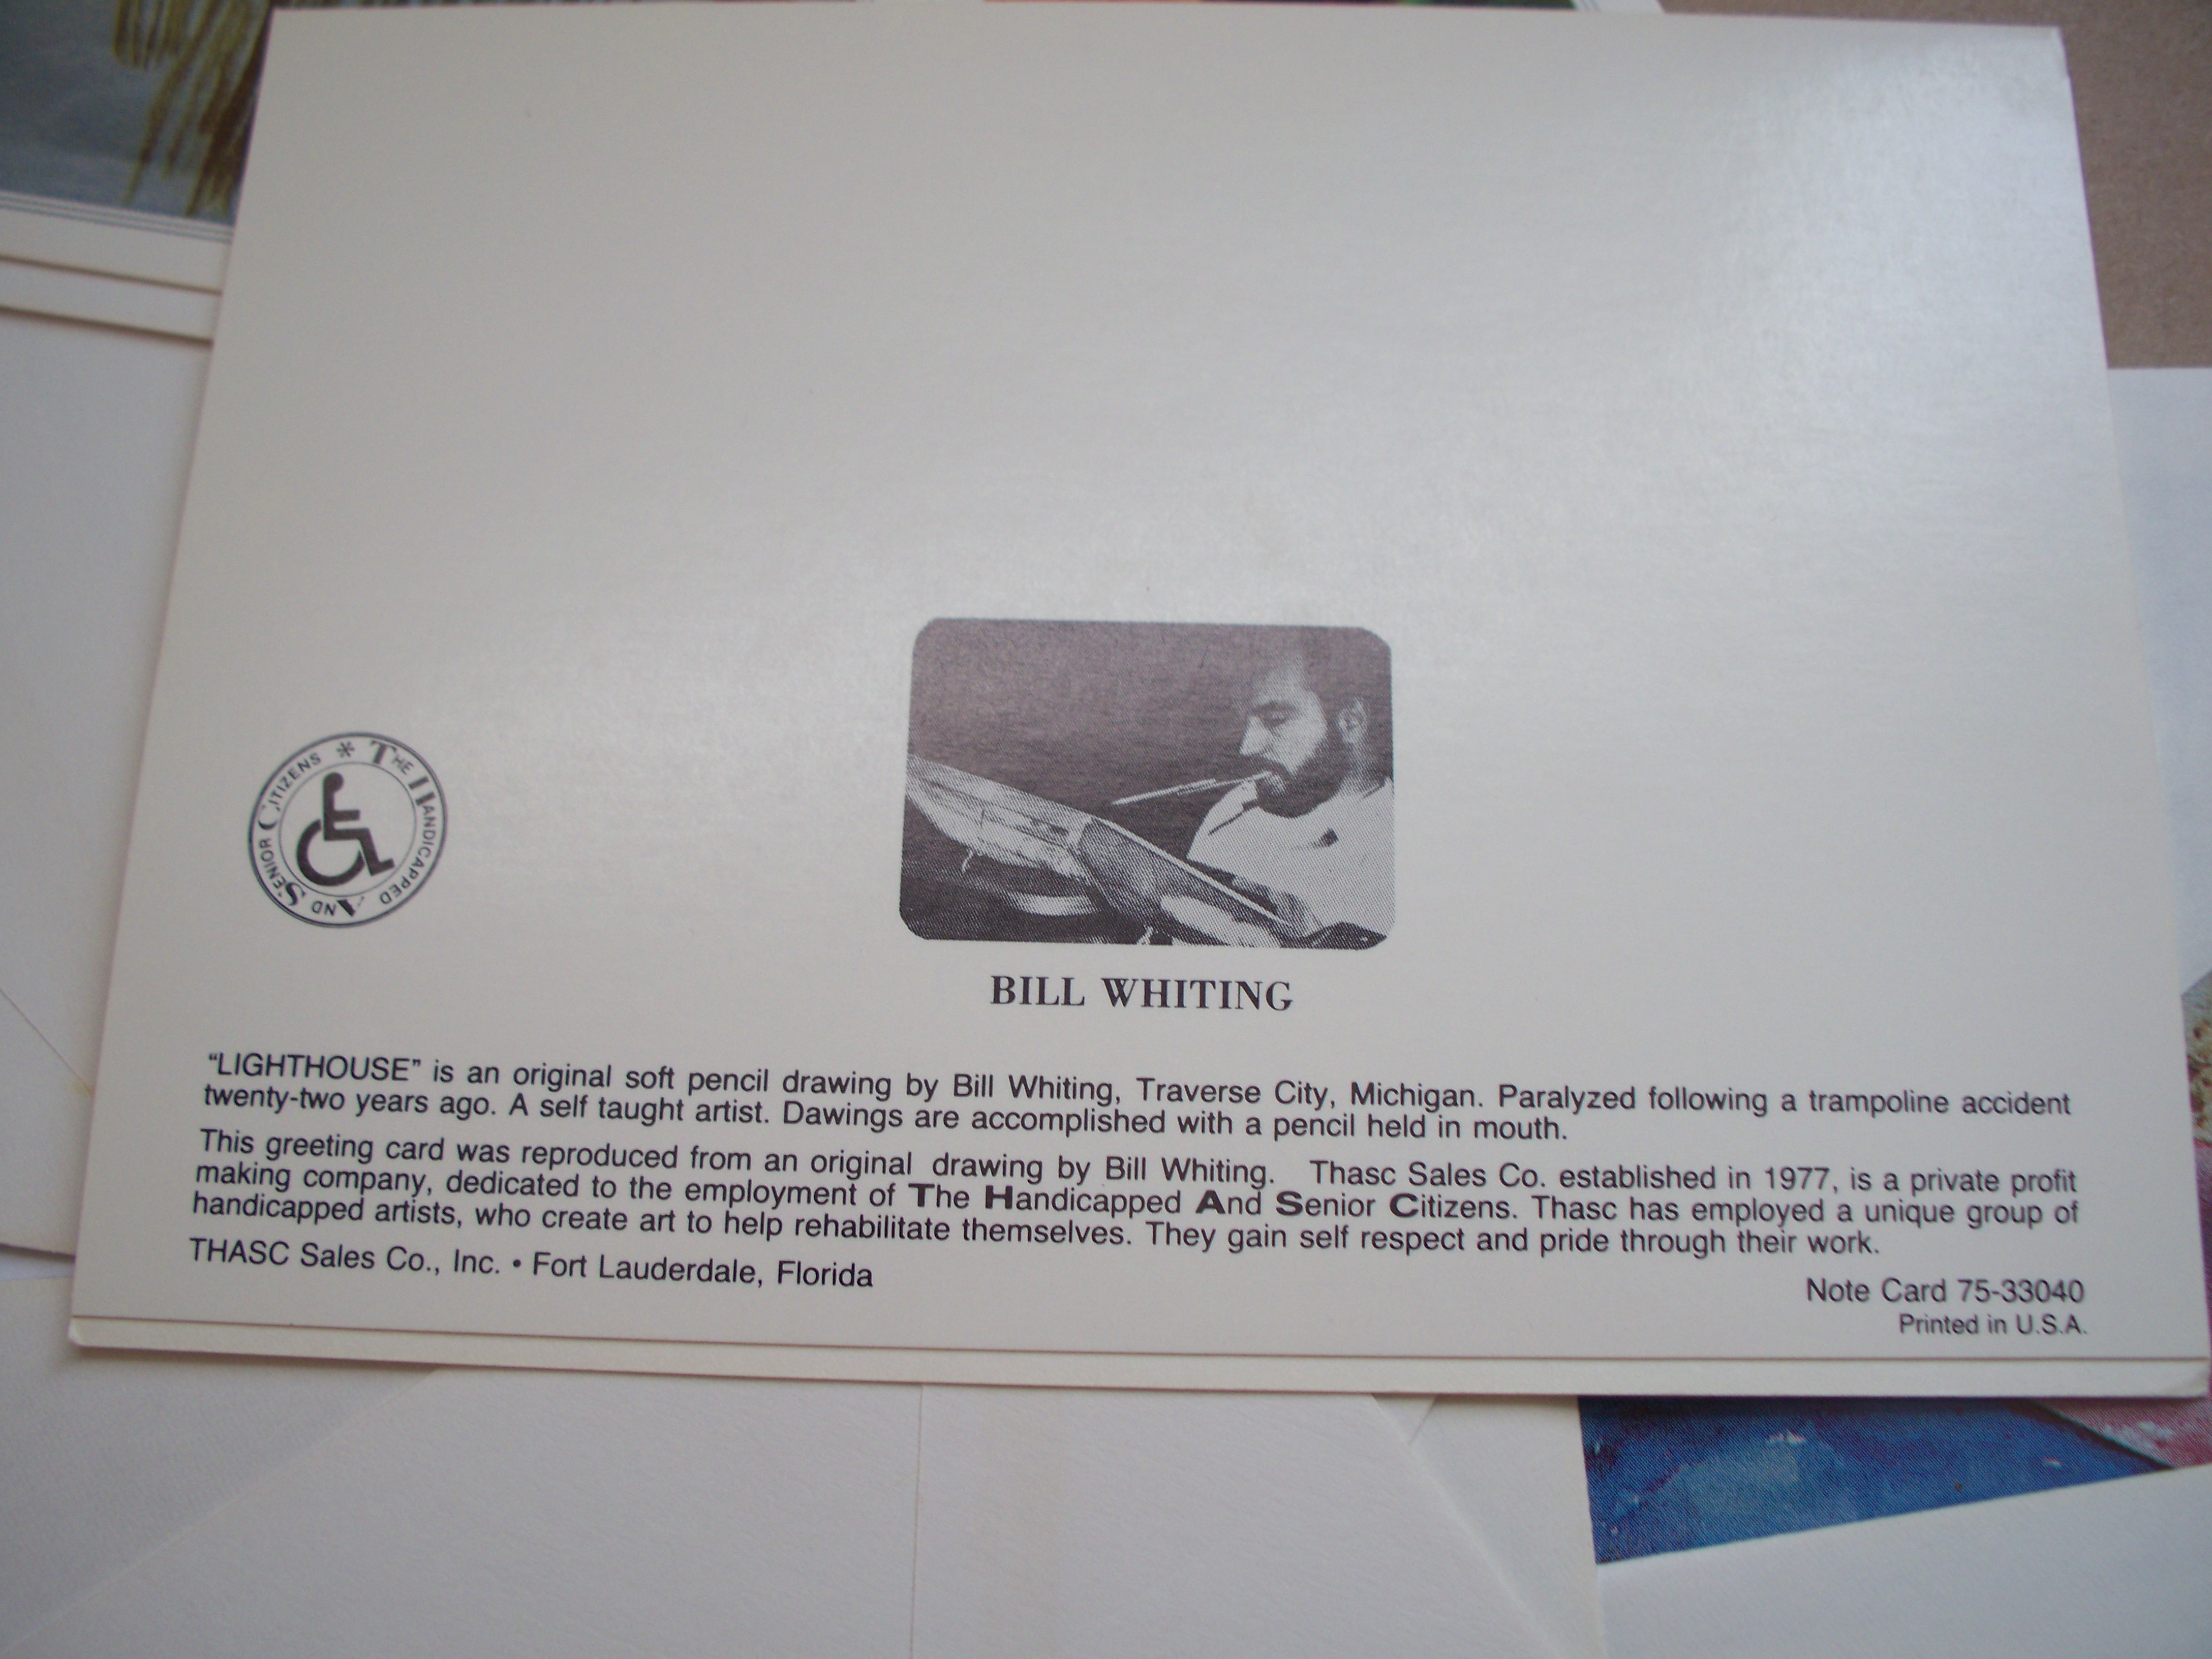 THE HANDICAPPED AND SENIOR CITIZENS *
BILL WHITING
“LIGHTHOUSE” is an original soft pencil drawing by Bill Whiting, Traverse City, Michigan. Paralyzed following a trampoline accident
twenty-two years ago. A self taught artist. Dawings are accomplished with a pencil held in mouth.
This greeting card was reproduced from an original drawing by Bill Whiting. Thasc Sales Co. established in 1977, is a private profit
making company, dedicated to the employment of The Handicapped And Senior Citizens. Thasc has employed a unique group of
handicapped artists, who create art to help rehabilitate themselves. They gain self respect and pride through their work.
THASC Sales Co., Inc. • Fort Lauderdale, Florida
Note Card 75-33040
Printed in U.S.A.